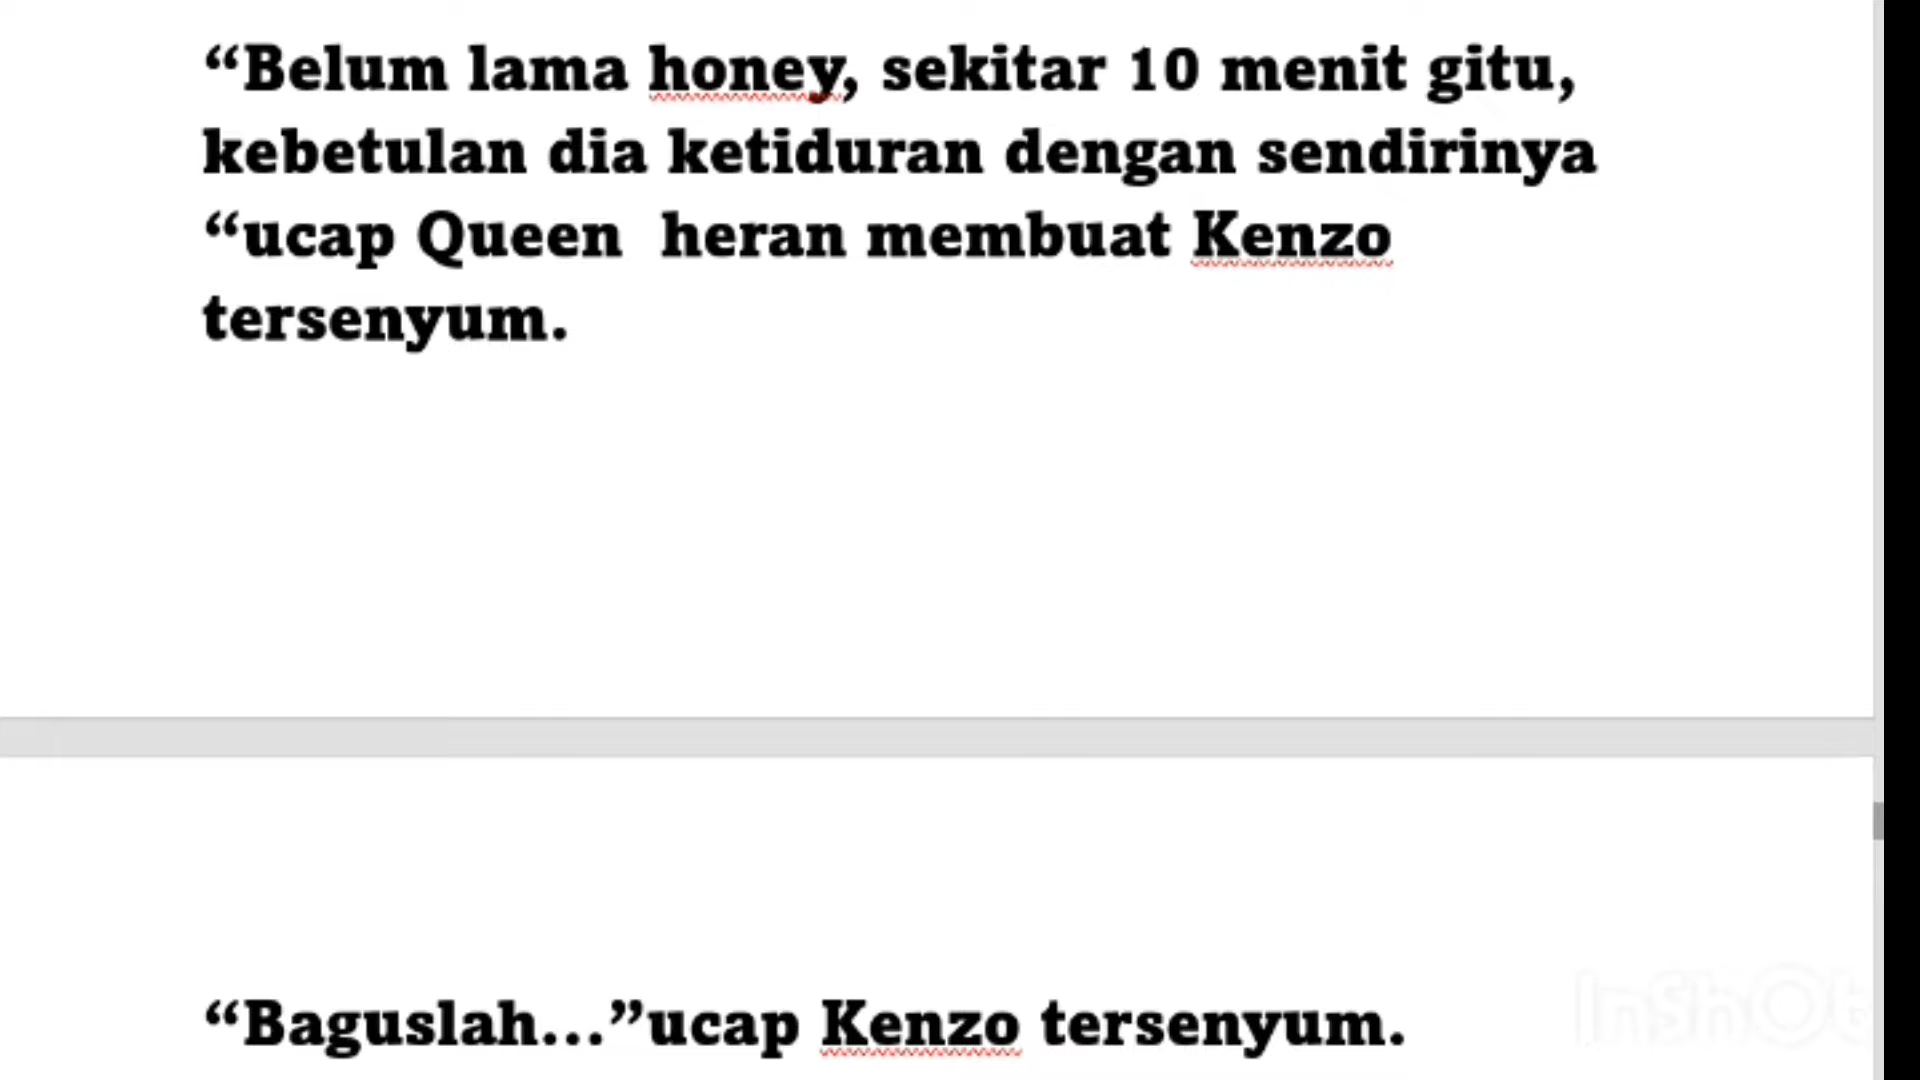 “Belum lama honey, sekitar 10 menit gitu,
kebetulan dia ketiduran dengan sendirinya
“ucap Queen  heran membuat Kenzo
tersenyum.
“Baguslah...”ucap Kenzo tersenyum.